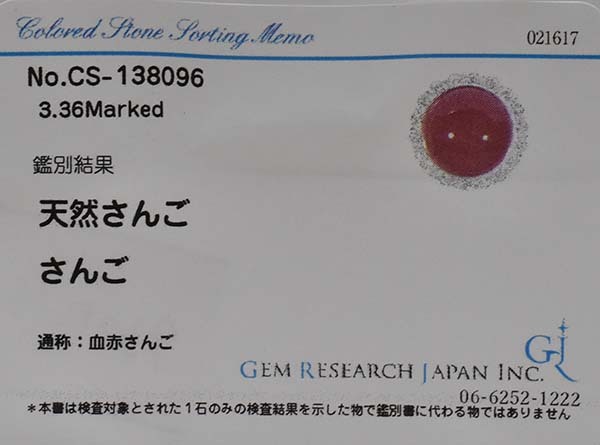 Colored Stone Sorting Memo
021617
No.CS-138096
3.36Marked
鑑別結果
天然さんご
さんご
通称：血赤さんご
GRJ
GEM RESEARCH JAPAN INC.
06-6252-1222
＊本書は検査対象とされた1石のみの検査結果を示した物で鑑別書に代わる物ではありません